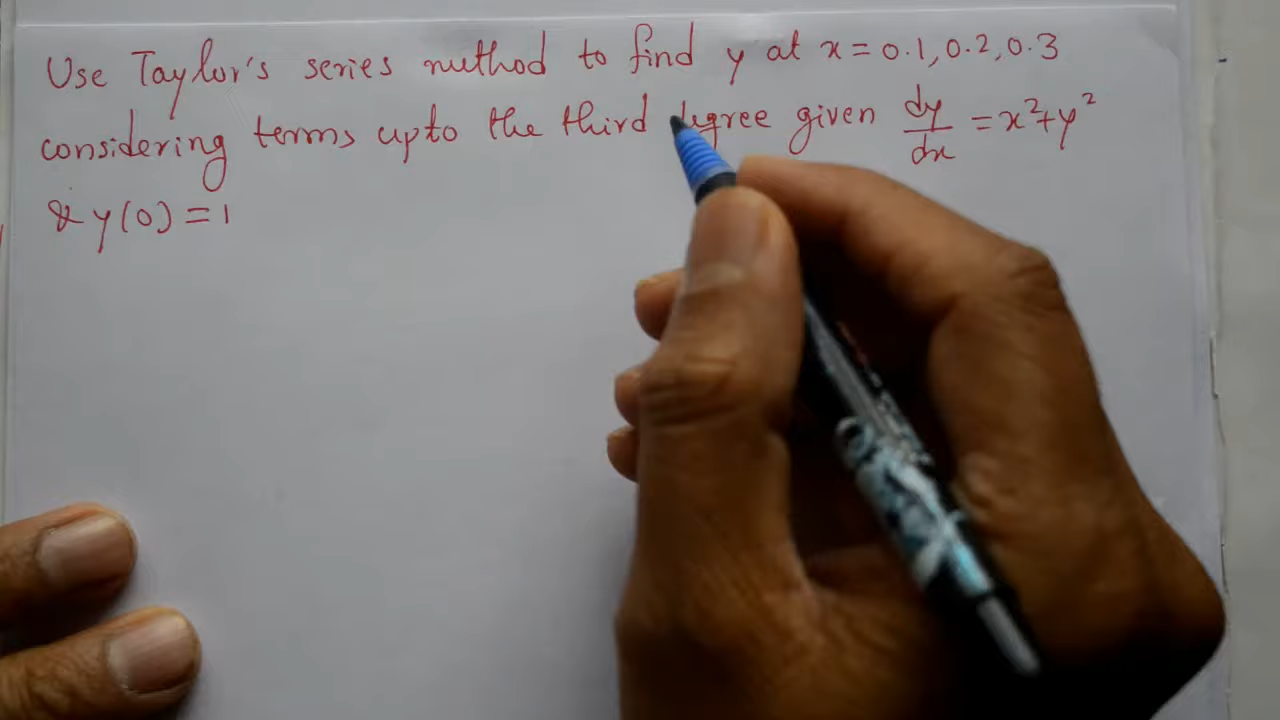 Use Taylor's series method to find y at x = 0.1, 0.2, 0.3
considering terms upto the third degree given dy/dx = x²+y²
& y(0) = 1